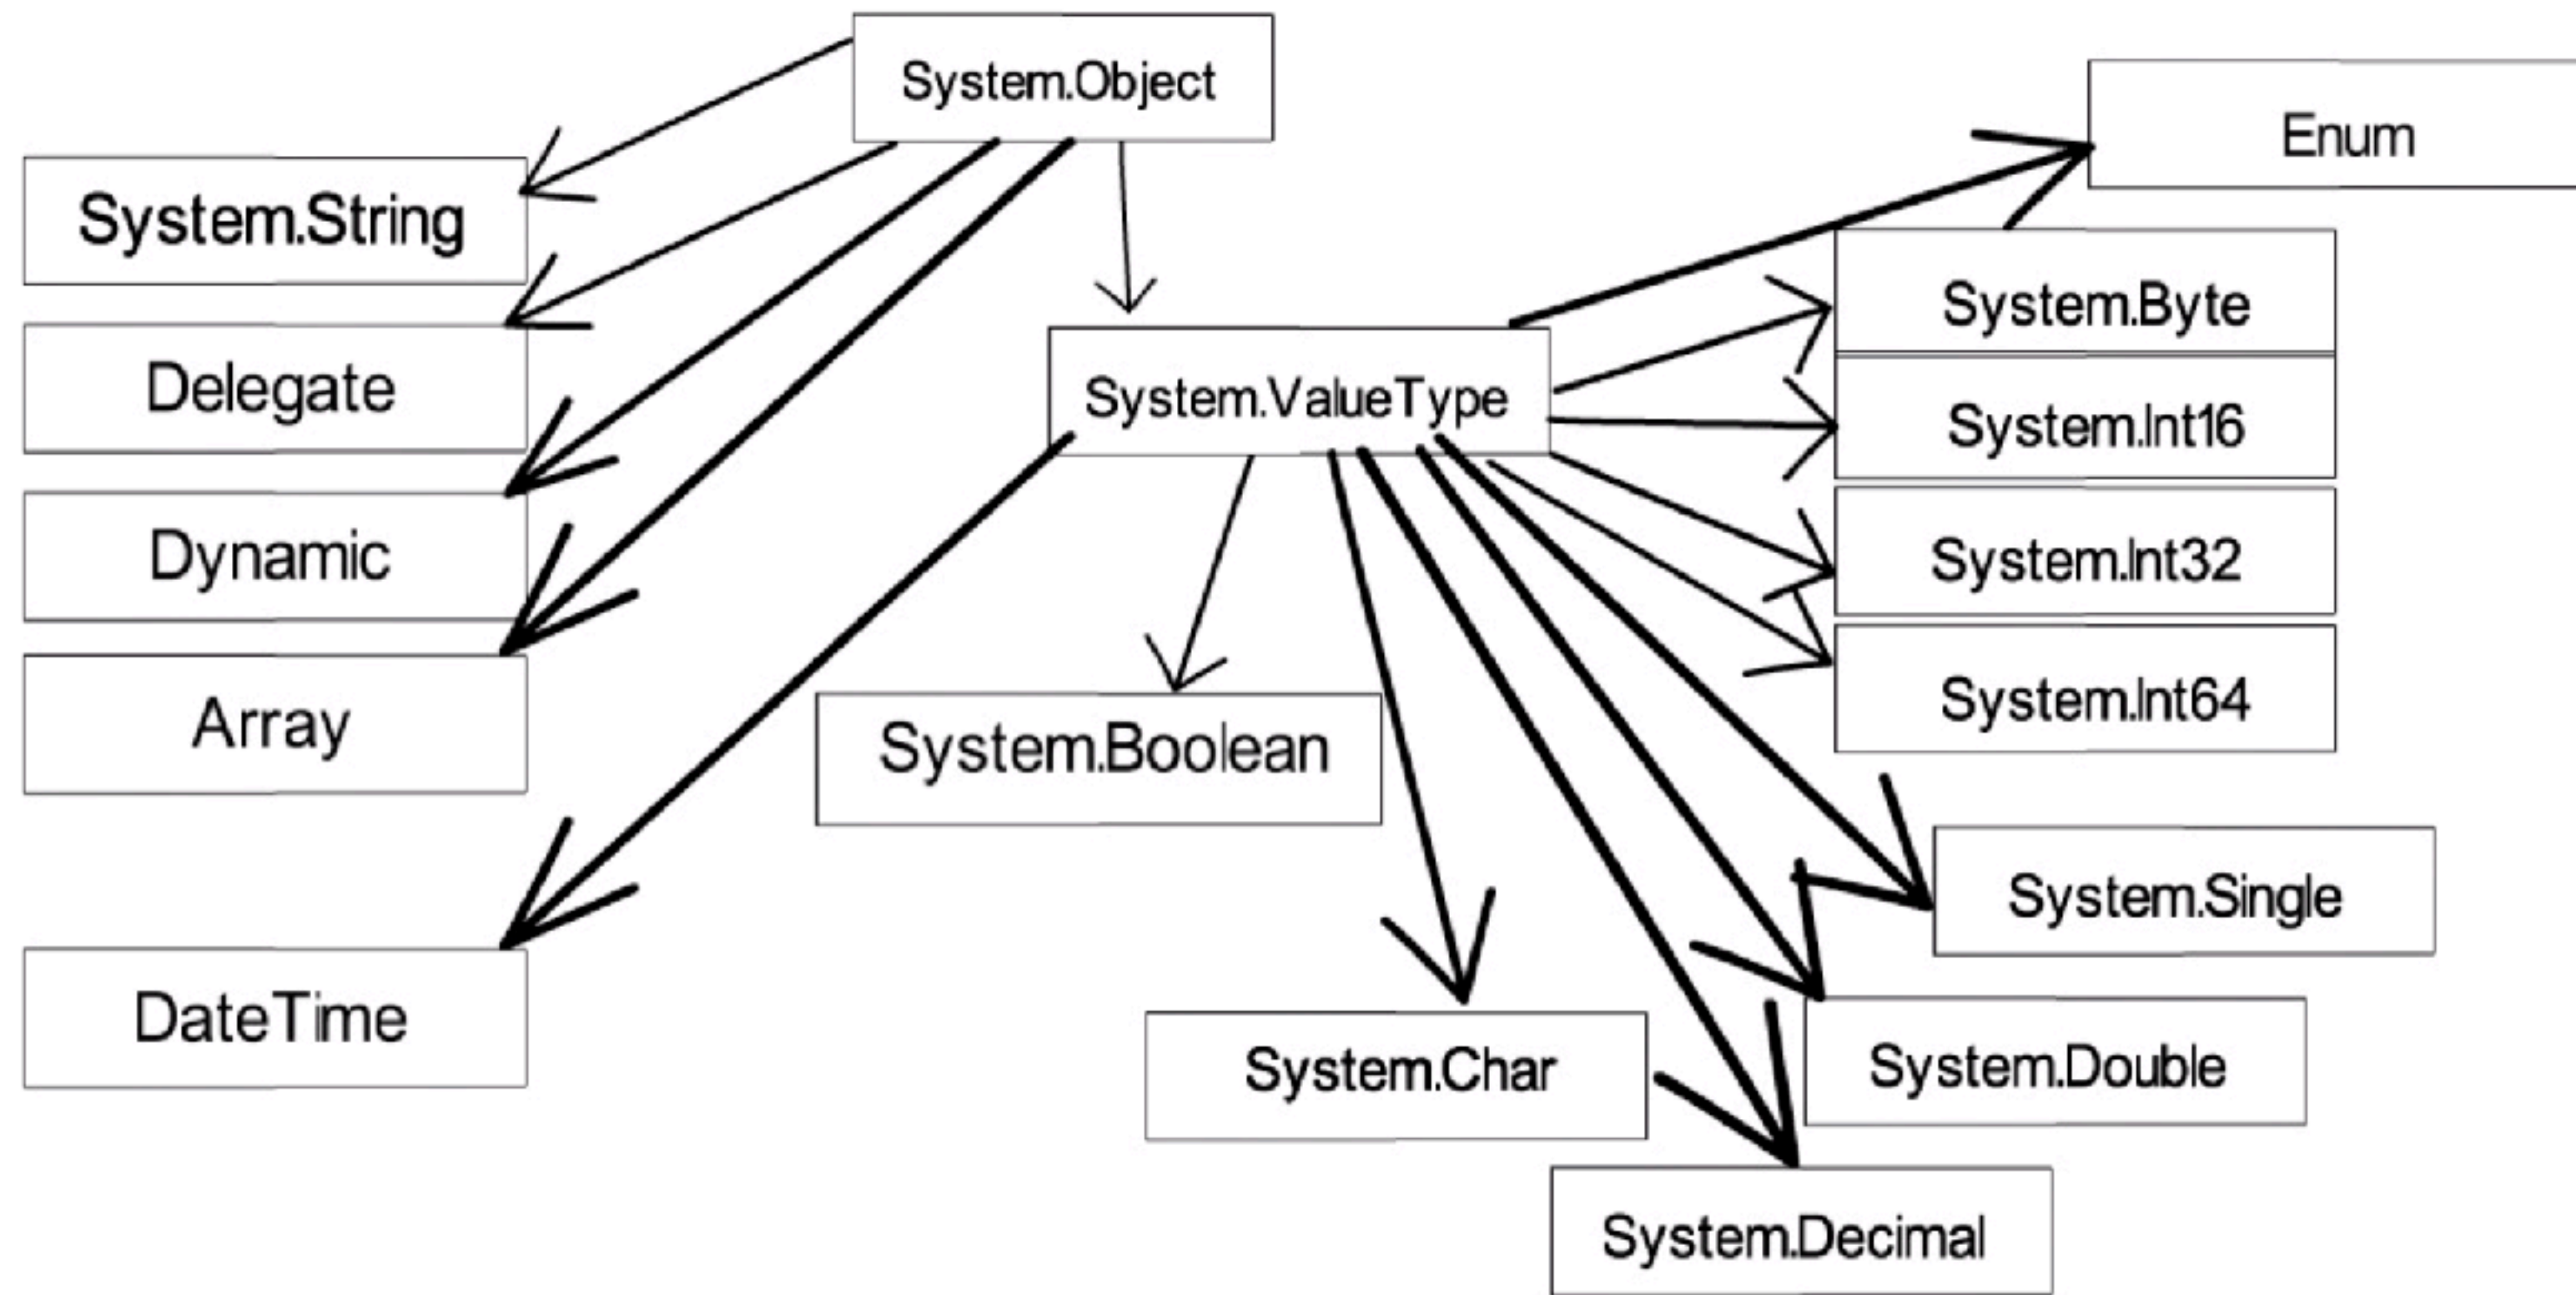 System.Object
Enum
System.String
System.Byte
Delegate
System.ValueType
System.Int16
Dynamic
System.Int32
Array
System.Int64
System.Boolean
System.Single
DateTime
System.Char
System.Double
System.Decimal